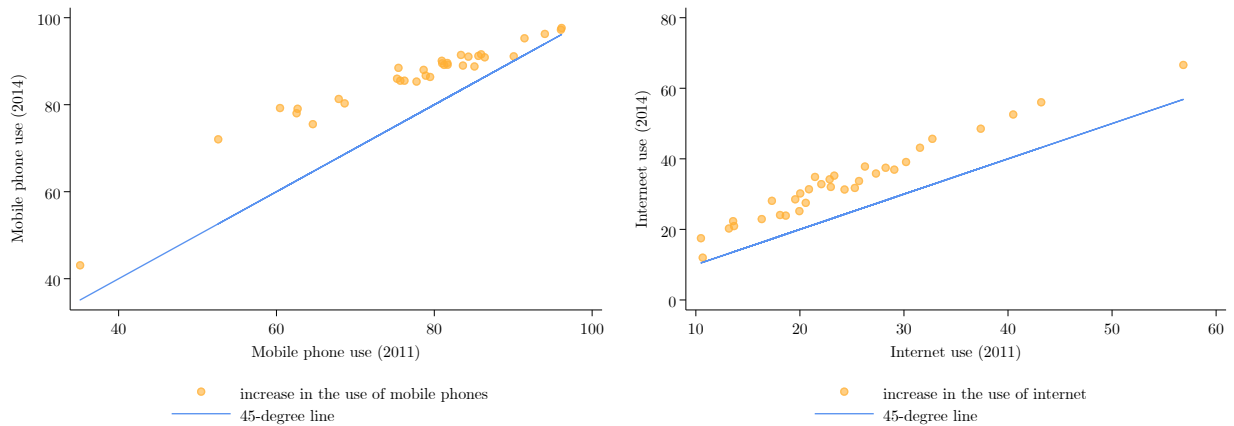 100
80
60
40
Mobile phone use (2014)
40
60
80
100
Mobile phone use (2011)
increase in the use of mobile phones
45-degree line
80
60
40
20
0
Interneet use (2014)
10
20
30
40
50
60
Internet use (2011)
increase in the use of internet
45-degree line